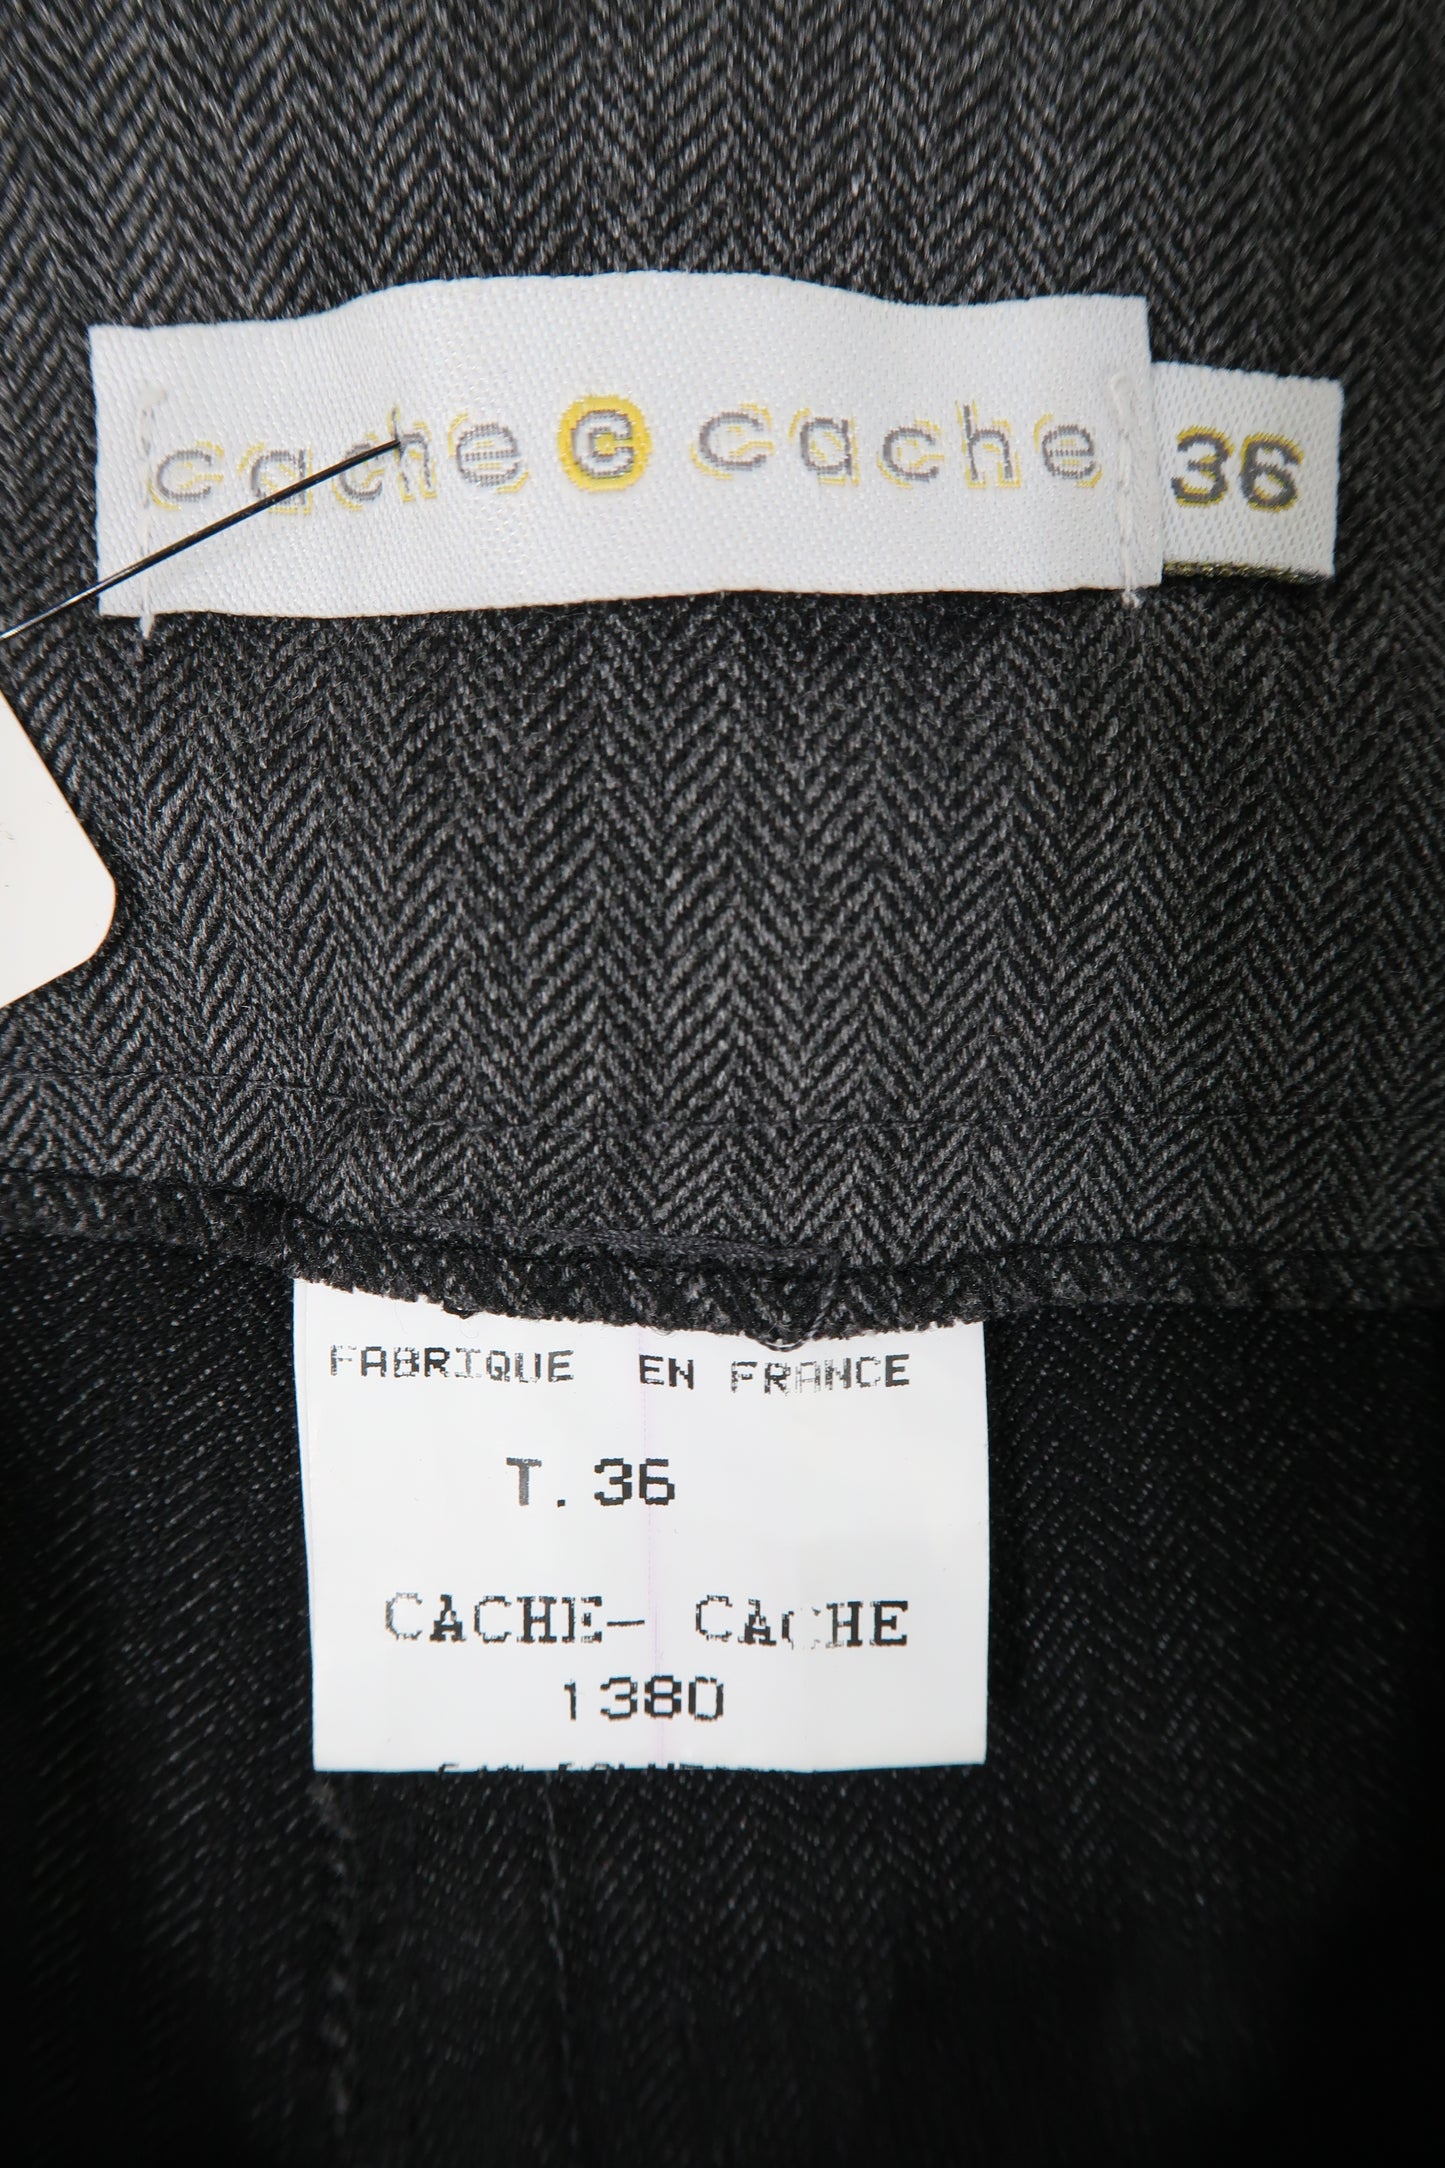 cache c cache
36
FABRIQUE EN FRANCE
T. 36
CACHE- CACHE
1380